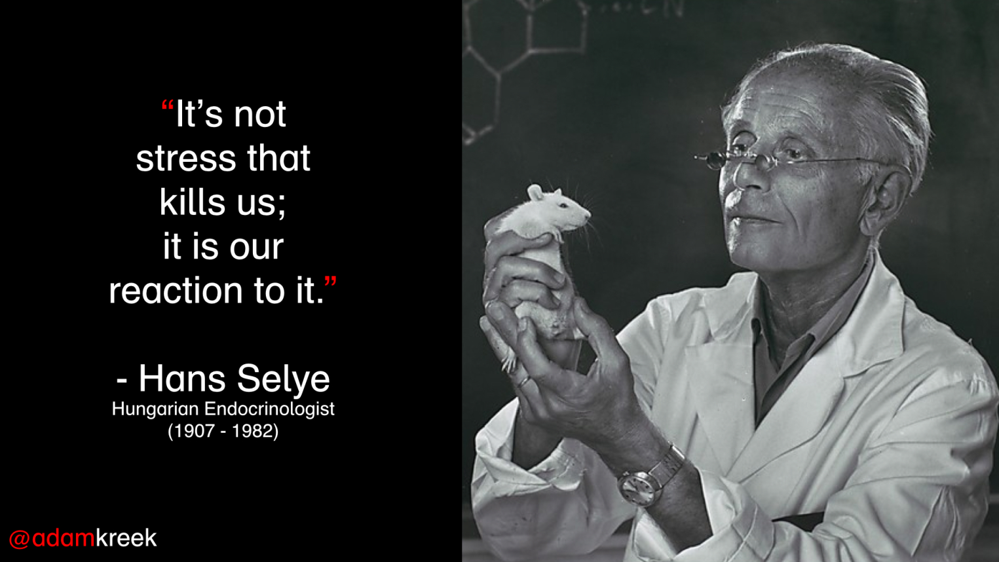 “It’s not
stress that
kills us;
it is our
reaction to it.”
- Hans Selye
Hungarian Endocrinologist
(1907 - 1982)
@adamkreek
CN